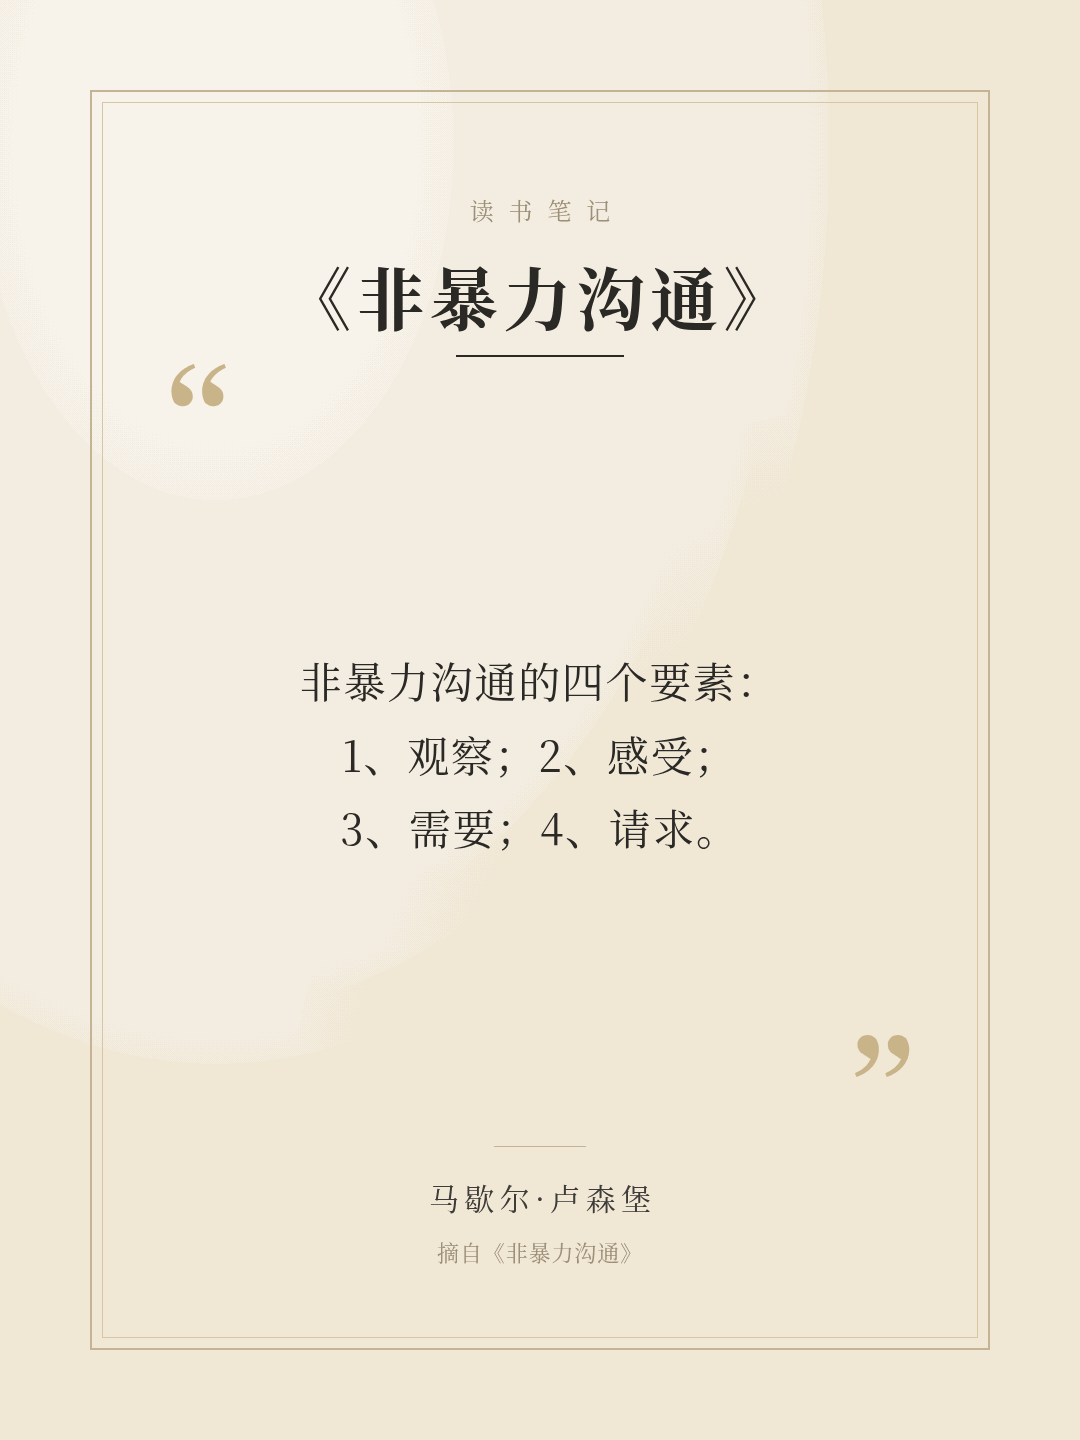 读书笔记
《非暴力沟通》
“
非暴力沟通的四个要素：
1、观察；2、感受；
3、需要；4、请求。
”
马歇尔·卢森堡
摘自《非暴力沟通》